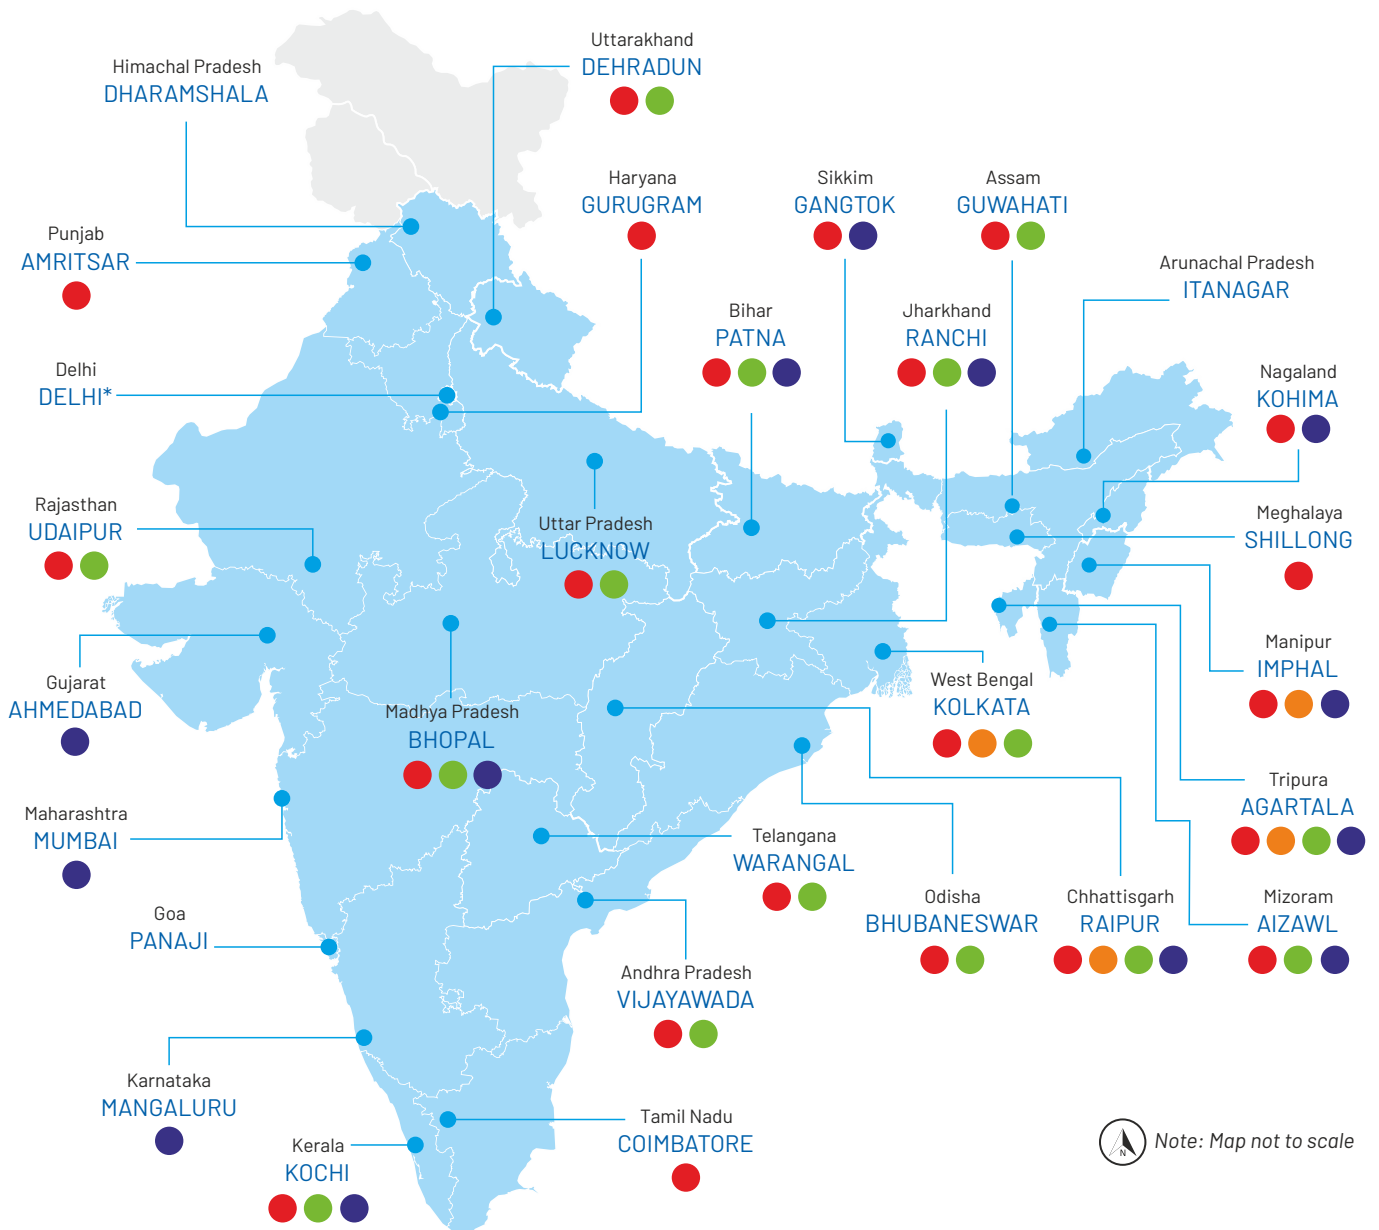 Uttarakhand
DEHRADUN
Himachal Pradesh
DHARAMSHALA
Haryana
GURUGRAM
Sikkim
GANGTOK
Assam
GUWAHATI
Punjab
AMRITSAR
Arunachal Pradesh
ITANAGAR
Bihar
PATNA
Jharkhand
RANCHI
Delhi
DELHI*
Nagaland
KOHIMA
Rajasthan
UDAIPUR
Uttar Pradesh
LUCKNOW
Meghalaya
SHILLONG
Manipur
IMPHAL
Gujarat
AHMEDABAD
West Bengal
KOLKATA
Madhya Pradesh
BHOPAL
Tripura
AGARTALA
Maharashtra
MUMBAI
Telangana
WARANGAL
Odisha
BHUBANESWAR
Chhattisgarh
RAIPUR
Mizoram
AIZAWL
Goa
PANAJI
Andhra Pradesh
VIJAYAWADA
Karnataka
MANGALURU
Tamil Nadu
COIMBATORE
Kerala
KOCHI
N
Note: Map not to scale